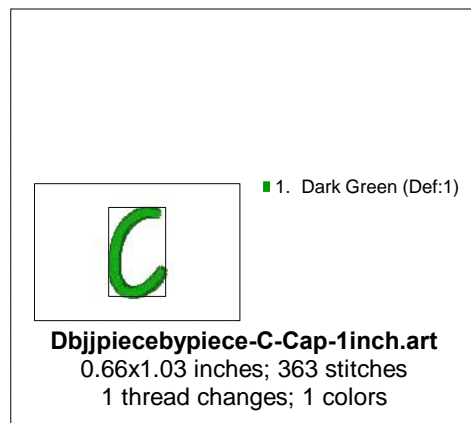 1. Dark Green (Def:1)
C
Dbjjpiecebypiece-C-Cap-1inch.art
0.66x1.03 inches; 363 stitches
1 thread changes; 1 colors